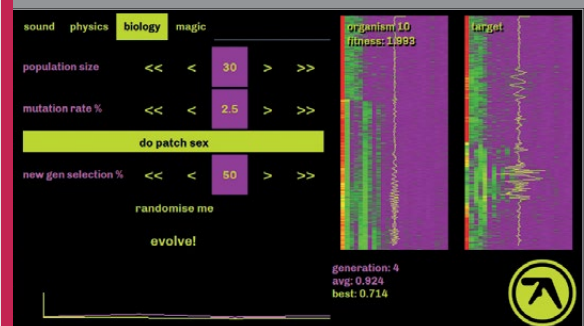 sound physics biology magic
population size << < 30 > >>
mutation rate % << < 2.5 > >>
do patch sex
new gen selection % << < 50 > >>
randomise me
evolve!
organism 10
fitness: 1.993
target
generation: 4
avg: 0.924
best: 0.714